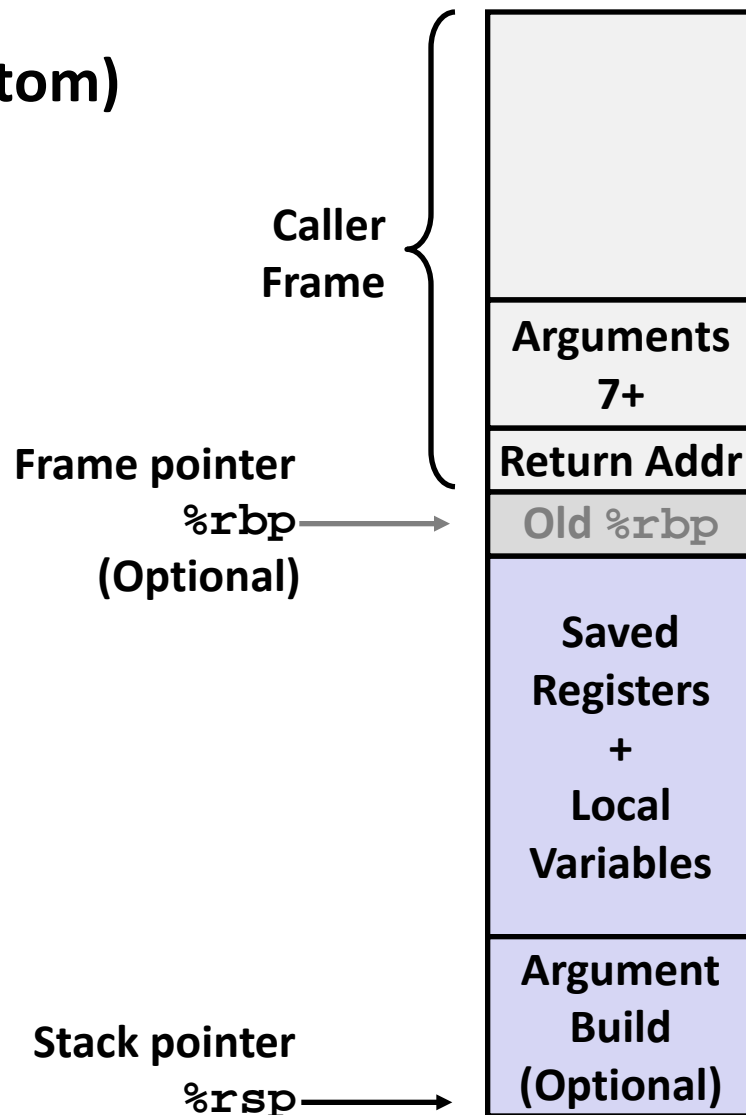 tom)
Caller
Frame
Arguments
7+
Return Addr
Frame pointer
%rbp
(Optional)
Old %rbp
Saved
Registers
+
Local
Variables
Argument
Build
(Optional)
Stack pointer
%rsp